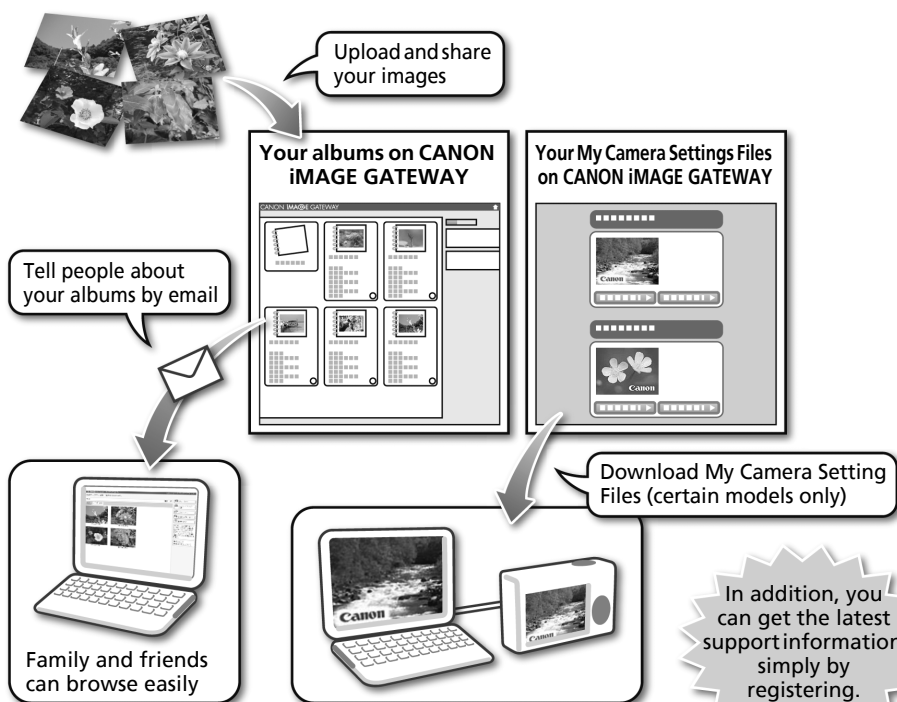 Upload and share
your images
Your albums on CANON
iMAGE GATEWAY
CANON iMAGE GATEWAY
Your My Camera Settings Files
on CANON iMAGE GATEWAY
Canon
Canon
Tell people about
your albums by email
Download My Camera Setting
Files (certain models only)
Family and friends
can browse easily
Canon
Canon
In addition, you
can get the latest
support information
simply by
registering.